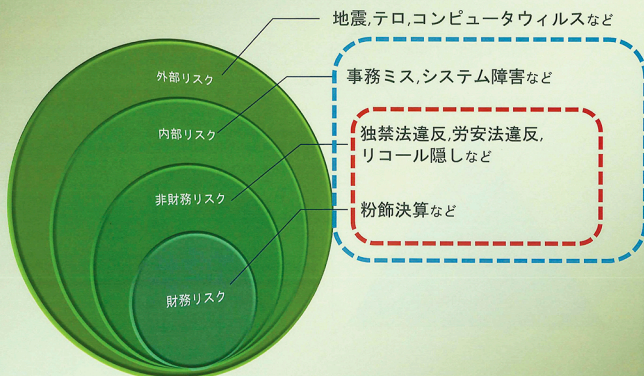 地震,テロ,コンピュータウィルスなど
外部リスク
事務ミス,システム障害など
内部リスク
独禁法違反,労安法違反,
リコール隠しなど
非財務リスク
粉飾決算など
財務リスク